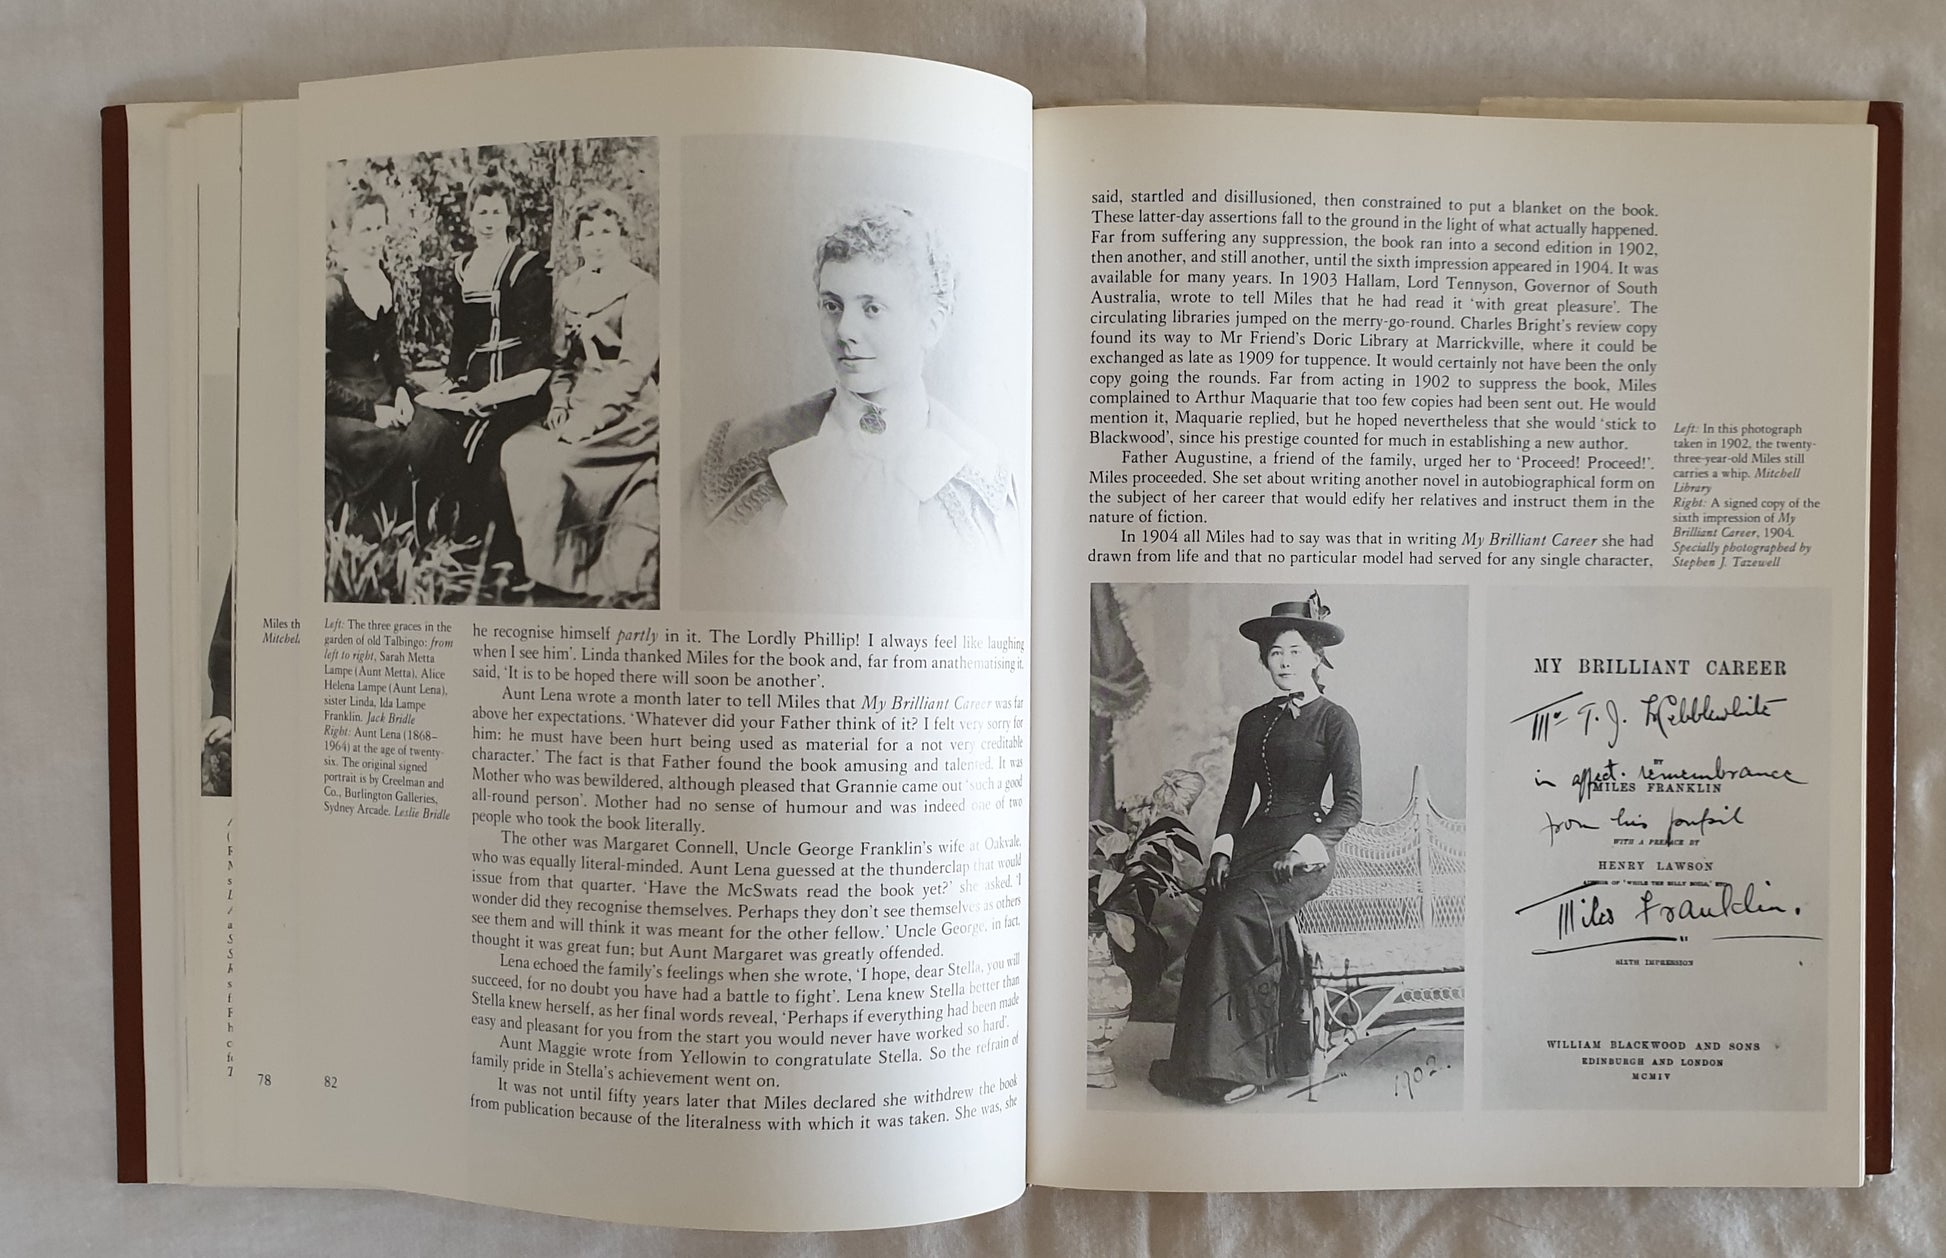 Miles th
Mitchel
78
Left: The three graces in the
garden of old Talbingo: from
left to right, Sarah Metta
Lampe (Aunt Metta), Alice
Helena Lampe (Aunt Lena),
sister Linda, Ida Lampe
Franklin. Jack Bridle
Right: Aunt Lena (1868–
1964) at the age of twenty-
six. The original signed
portrait is by Creelman and
Co., Burlington Galleries,
Sydney Arcade. Leslie Bridle
82
he recognise himself partly in it. The Lordly Phillip! I always feel like laughing
when I see him'. Linda thanked Miles for the book and, far from anathematising it,
said, 'It is to be hoped there will soon be another'.
Aunt Lena wrote a month later to tell Miles that My Brilliant Career was far
above her expectations. 'Whatever did your Father think of it? I felt very sorry for
him: he must have been hurt being used as material for a not very creditable
character.' The fact is that Father found the book amusing and talented. It was
Mother who was bewildered, although pleased that Grannie came out 'such a good
all-round person'. Mother had no sense of humour and was indeed one of two
people who took the book literally.
The other was Margaret Connell, Uncle George Franklin's wife at Oakvale,
who was equally literal-minded. Aunt Lena guessed at the thunderclap that would
issue from that quarter. 'Have the McSwats read the book yet?' she asked. 'I
wonder did they recognise themselves. Perhaps they don't see themselves as others
see them and will think it was meant for the other fellow.' Uncle George, in fact,
thought it was great fun; but Aunt Margaret was greatly offended.
Lena echoed the family's feelings when she wrote, 'I hope, dear Stella, you will
succeed, for no doubt you have had a battle to fight'. Lena knew Stella better than
Stella knew herself, as her final words reveal, 'Perhaps if everything had been made
easy and pleasant for you from the start you would never have worked so hard'.
Aunt Maggie wrote from Yellowin to congratulate Stella. So the refrain of
family pride in Stella's achievement went on.
It was not until fifty years later that Miles declared she withdrew the book
from publication because of the literalness with which it was taken. She was, she
said, startled and disillusioned, then constrained to put a blanket on the book.
These latter-day assertions fall to the ground in the light of what actually happened.
Far from suffering any suppression, the book ran into a second edition in 1902,
then another, and still another, until the sixth impression appeared in 1904. It was
available for many years. In 1903 Hallam, Lord Tennyson, Governor of South
Australia, wrote to tell Miles that he had read it 'with great pleasure'. The
circulating libraries jumped on the merry-go-round. Charles Bright's review copy
found its way to Mr Friend's Doric Library at Marrickville, where it could be
exchanged as late as 1909 for tuppence. It would certainly not have been the only
copy going the rounds. Far from acting in 1902 to suppress the book, Miles
complained to Arthur Maquarie that too few copies had been sent out. He would
mention it, Maquarie replied, but he hoped nevertheless that she would 'stick to
Blackwood', since his prestige counted for much in establishing a new author.
Father Augustine, a friend of the family, urged her to 'Proceed! Proceed!'.
Miles proceeded. She set about writing another novel in autobiographical form on
the subject of her career that would edify her relatives and instruct them in the
nature of fiction.
In 1904 all Miles had to say was that in writing My Brilliant Career she had
drawn from life and that no particular model had served for any single character,
Left: In this photograph
taken in 1902, the twenty-
three-year-old Miles still
carries a whip. Mitchell
Library
Right: A signed copy of the
sixth impression of My
Brilliant Career, 1904.
Specially photographed by
Stephen J. Tazewell
1902.
MY BRILLIANT CAREER
Mr T. J. Hebblewhite
in affect. remembrance
BY
MILES FRANKLIN
from his pupil
WITH A PREFACE BY
HENRY LAWSON
AUTHOR OF 'WHILE THE BILLY BOILS,' ETC
Miles Franklin.
SIXTH IMPRESSION
WILLIAM BLACKWOOD AND SONS
EDINBURGH AND LONDON
MCMIV